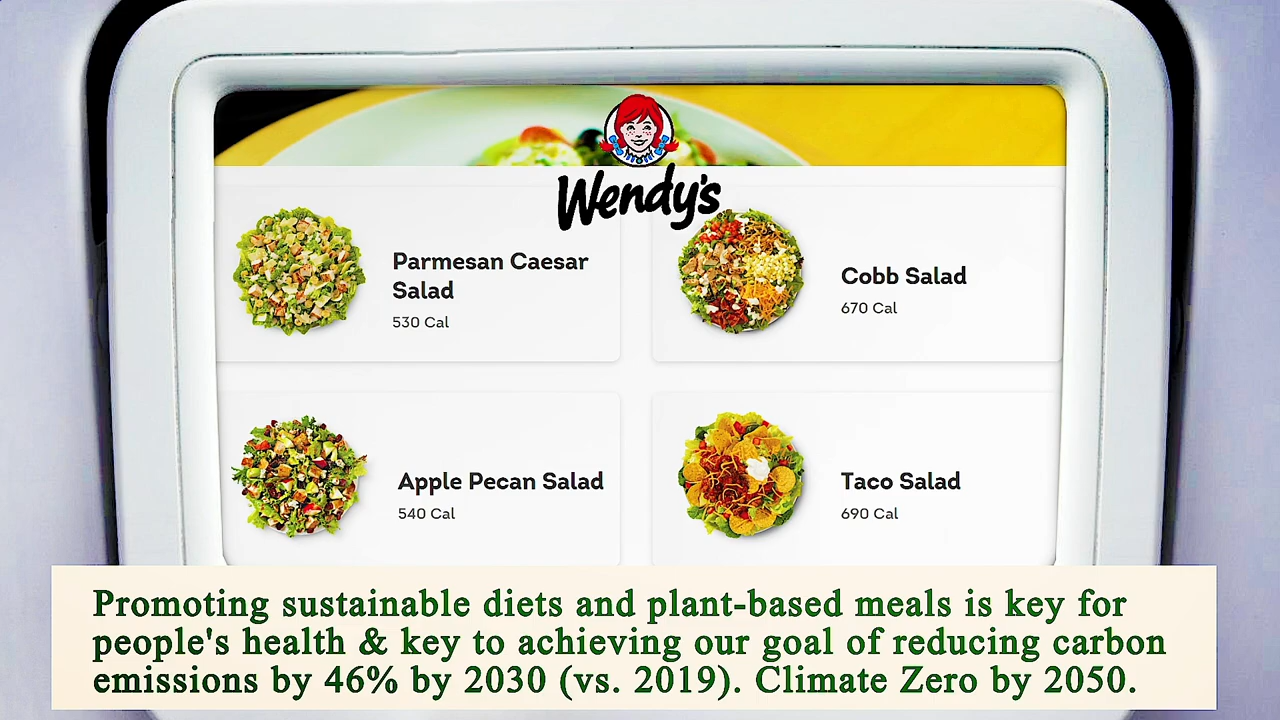 Wendy's
Parmesan Caesar
Salad
530 Cal
Cobb Salad
670 Cal
Apple Pecan Salad
540 Cal
Taco Salad
690 Cal
Promoting sustainable diets and plant-based meals is key for
people's health & key to achieving our goal of reducing carbon
emissions by 46% by 2030 (vs. 2019). Climate Zero by 2050.